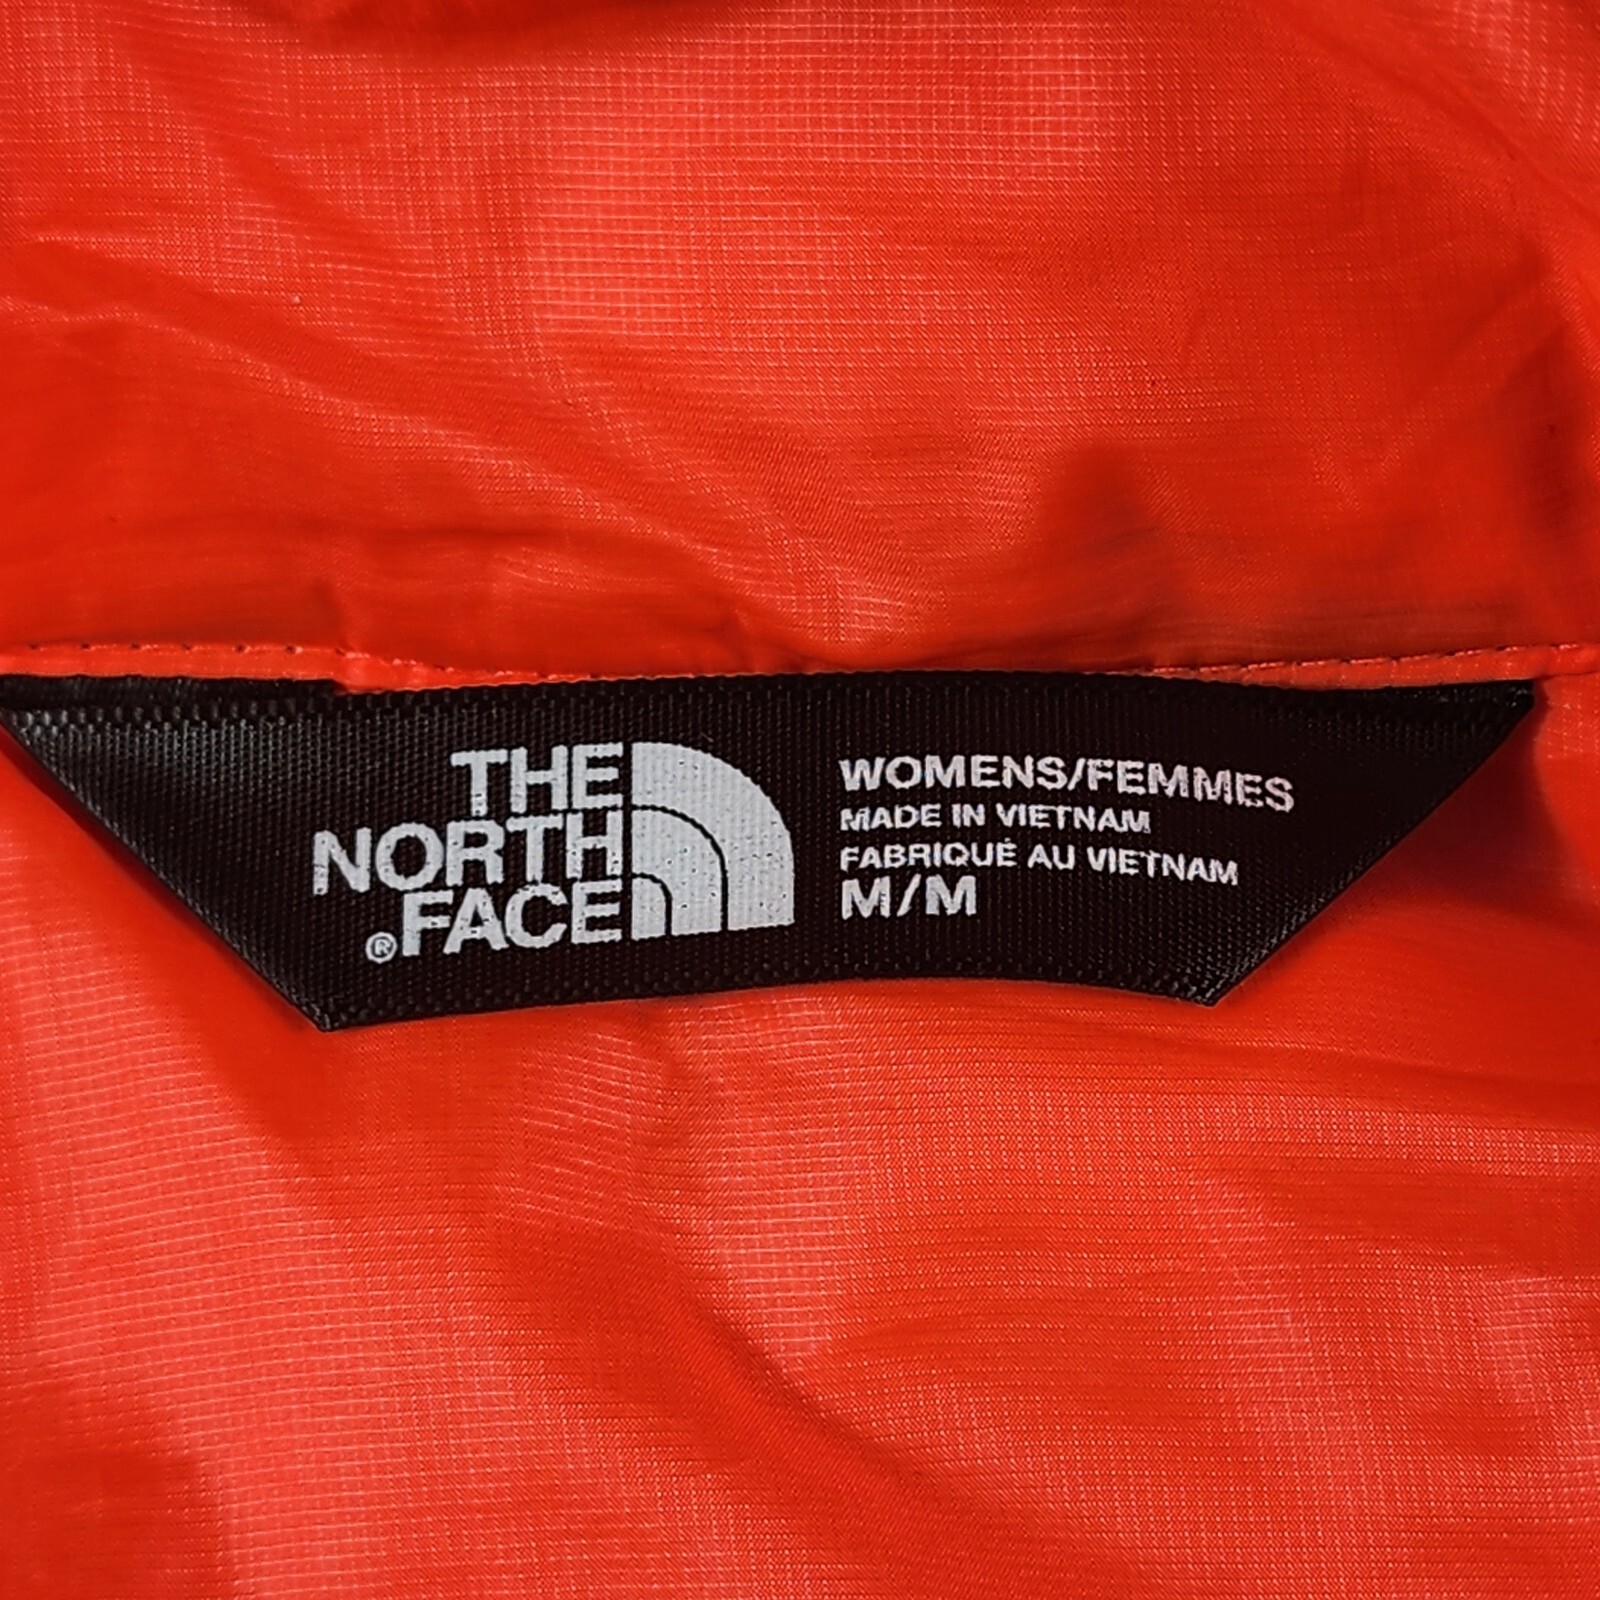 THE
NORTH
®FACE
WOMENS/FEMMES
MADE IN VIETNAM
FABRIQUÉ AU VIETNAM
M/M